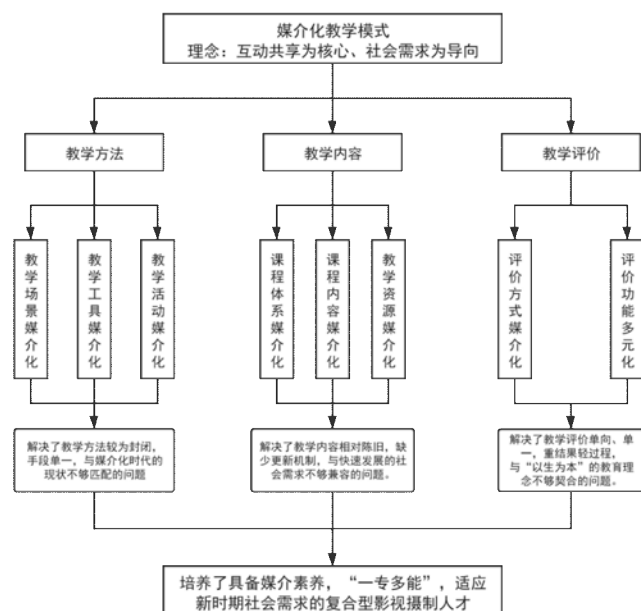 媒介化教学模式
理念：互动共享为核心、社会需求为导向
教学方法
教学内容
教学评价
教学场景媒介化
教学工具媒介化
教学活动媒介化
课程体系媒介化
课程内容媒介化
教学资源媒介化
评价方式媒介化
评价功能多元化
解决了教学方法较为封闭，
手段单一，与媒介化时代的
现状不够匹配的问题
解决了教学内容相对陈旧，缺
少更新机制，与快速发展的社
会需求不够兼容的问题。
解决了教学评价单向、单
一，重结果轻过程，
与“以生为本”的教育理
念不够契合的问题。
培养了具备媒介素养，“一专多能”，适应
新时期社会需求的复合型影视摄制人才